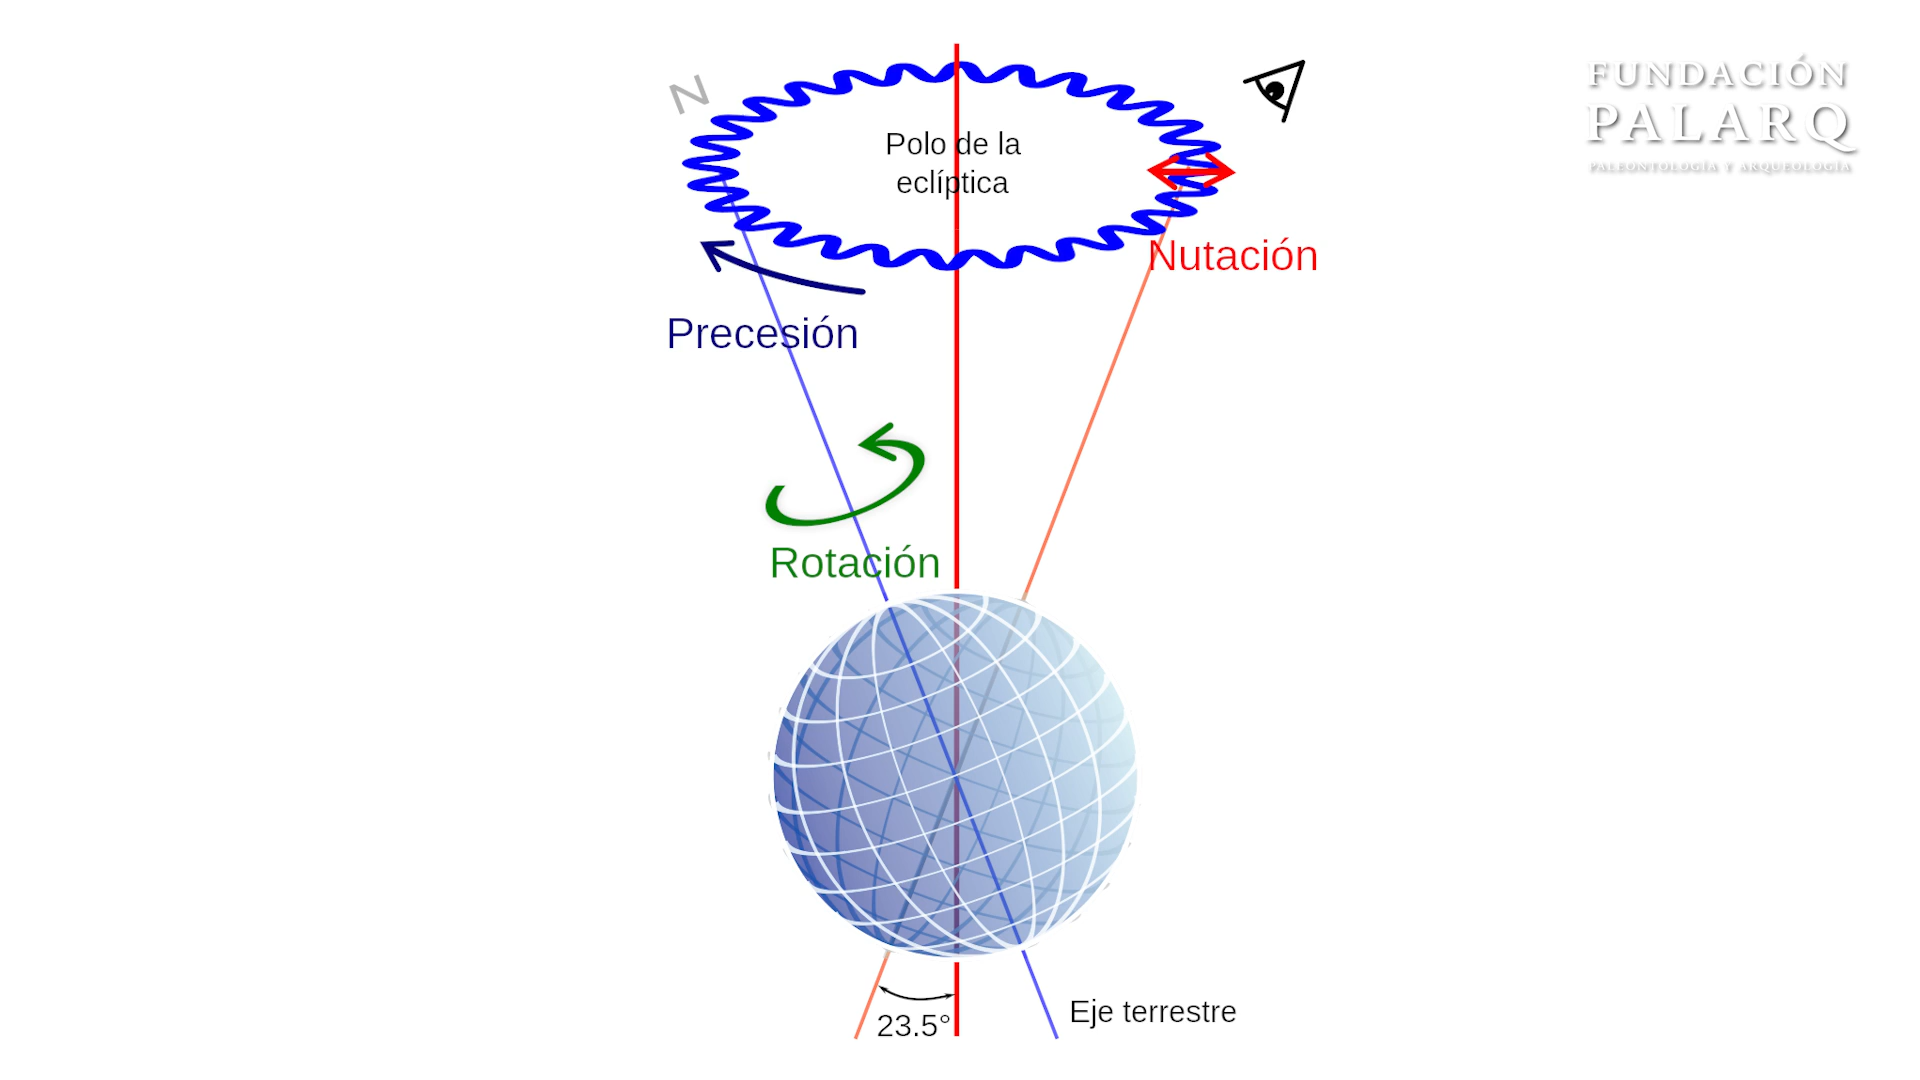 N
FUNDACIÓN
PALARQ
PALEONTOLOGÍA Y ARQUEOLOGÍA
Polo de la
eclíptica
Nutación
Precesión
Rotación
Eje terrestre
23.5°